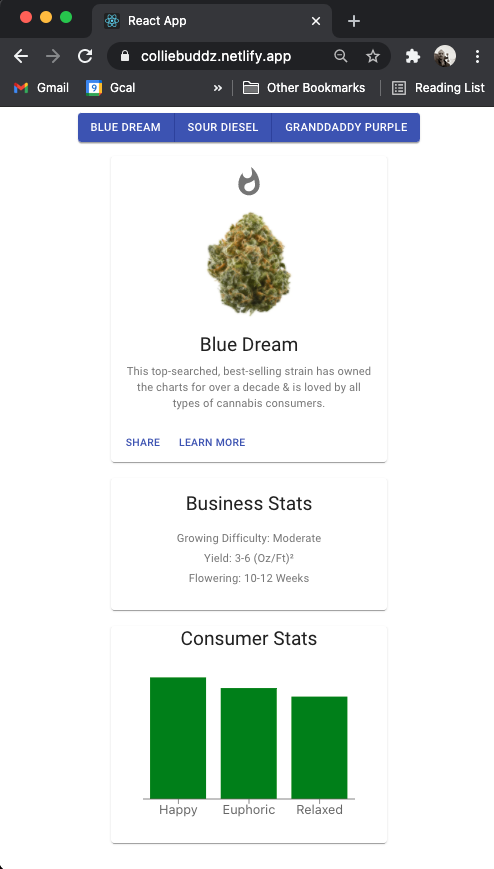 React App
colliebuddz.netlify.app
Gmail
9 Gcal
»
Other Bookmarks
Reading List
BLUE DREAM
SOUR DIESEL
GRANDDADDY PURPLE
Blue Dream
This top-searched, best-selling strain has owned
the charts for over a decade & is loved by all
types of cannabis consumers.
SHARE
LEARN MORE
Business Stats
Growing Difficulty: Moderate
Yield: 3-6 (Oz/Ft)²
Flowering: 10-12 Weeks
Consumer Stats
Happy
Euphoric
Relaxed